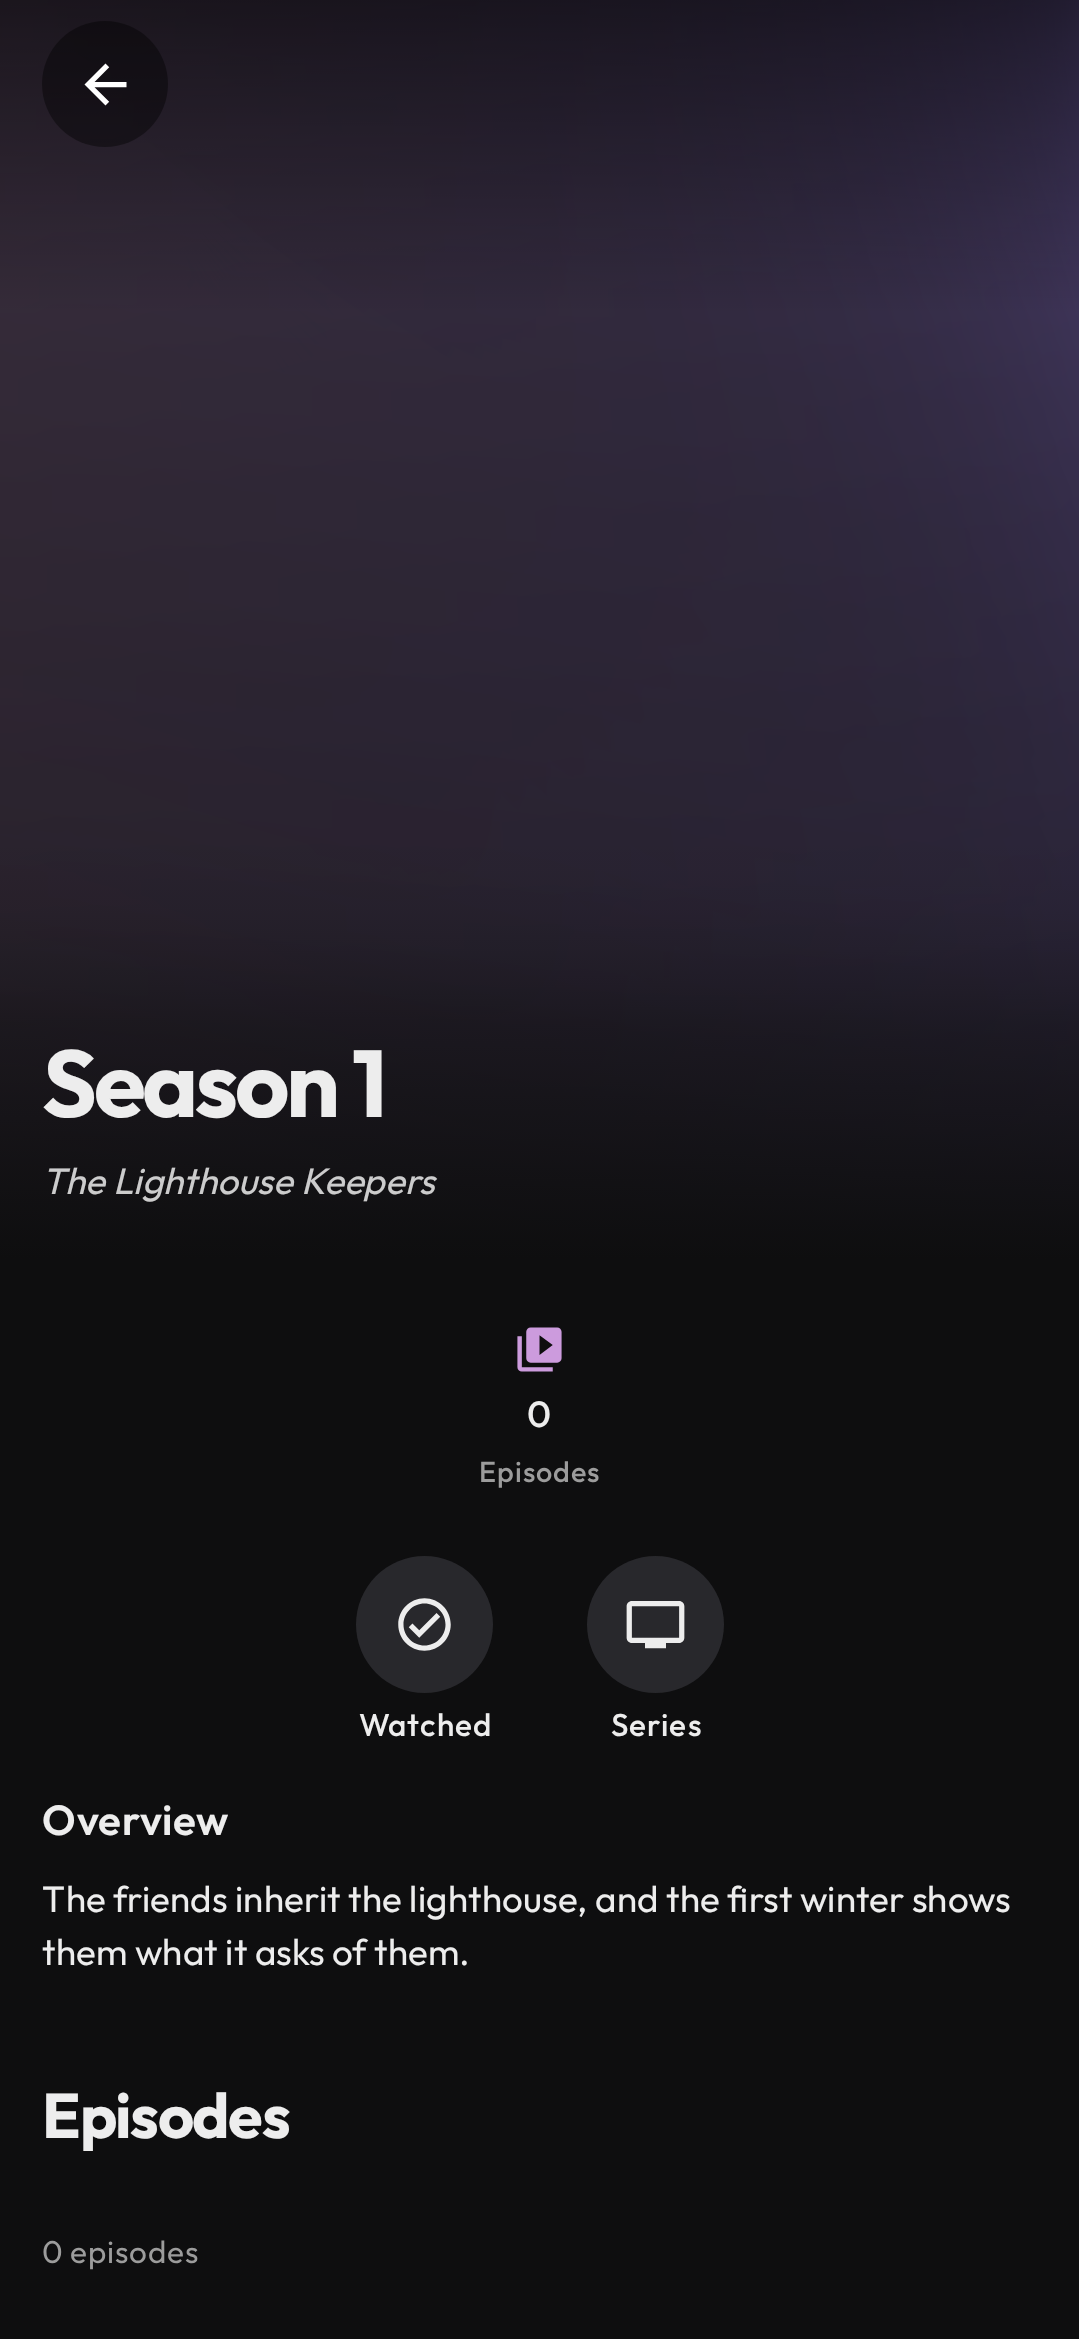 Season 1
The Lighthouse Keepers
0
Episodes
Watched
Series
Overview
The friends inherit the lighthouse, and the first winter shows
them what it asks of them.
Episodes
0 episodes